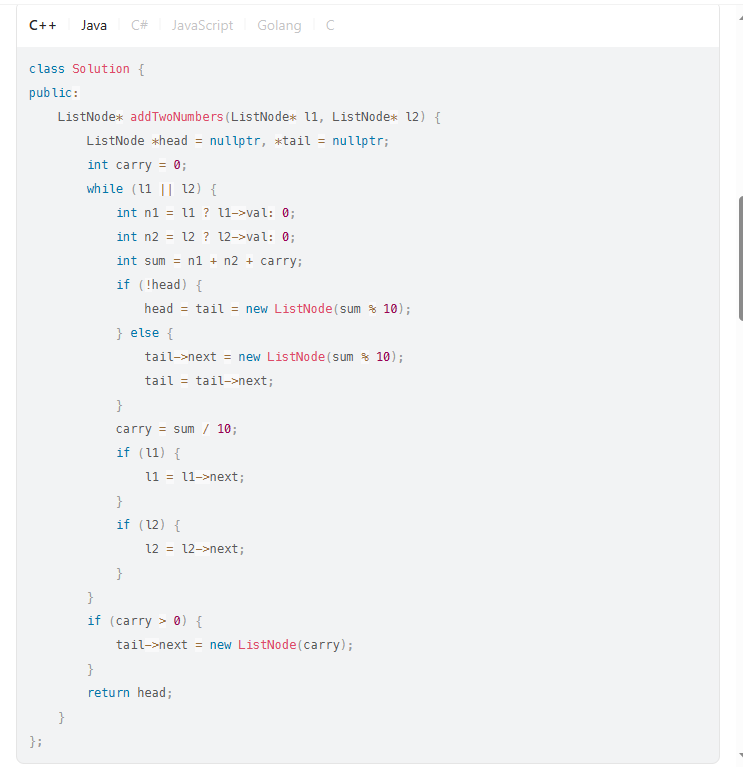 C++ Java C# JavaScript Golang C
class Solution {
public:
    ListNode* addTwoNumbers(ListNode* l1, ListNode* l2) {
        ListNode *head = nullptr, *tail = nullptr;
        int carry = 0;
        while (l1 || l2) {
            int n1 = l1 ? l1->val: 0;
            int n2 = l2 ? l2->val: 0;
            int sum = n1 + n2 + carry;
            if (!head) {
                head = tail = new ListNode(sum % 10);
            } else {
                tail->next = new ListNode(sum % 10);
                tail = tail->next;
            }
            carry = sum / 10;
            if (l1) {
                l1 = l1->next;
            }
            if (l2) {
                l2 = l2->next;
            }
        }
        if (carry > 0) {
            tail->next = new ListNode(carry);
        }
        return head;
    }
};